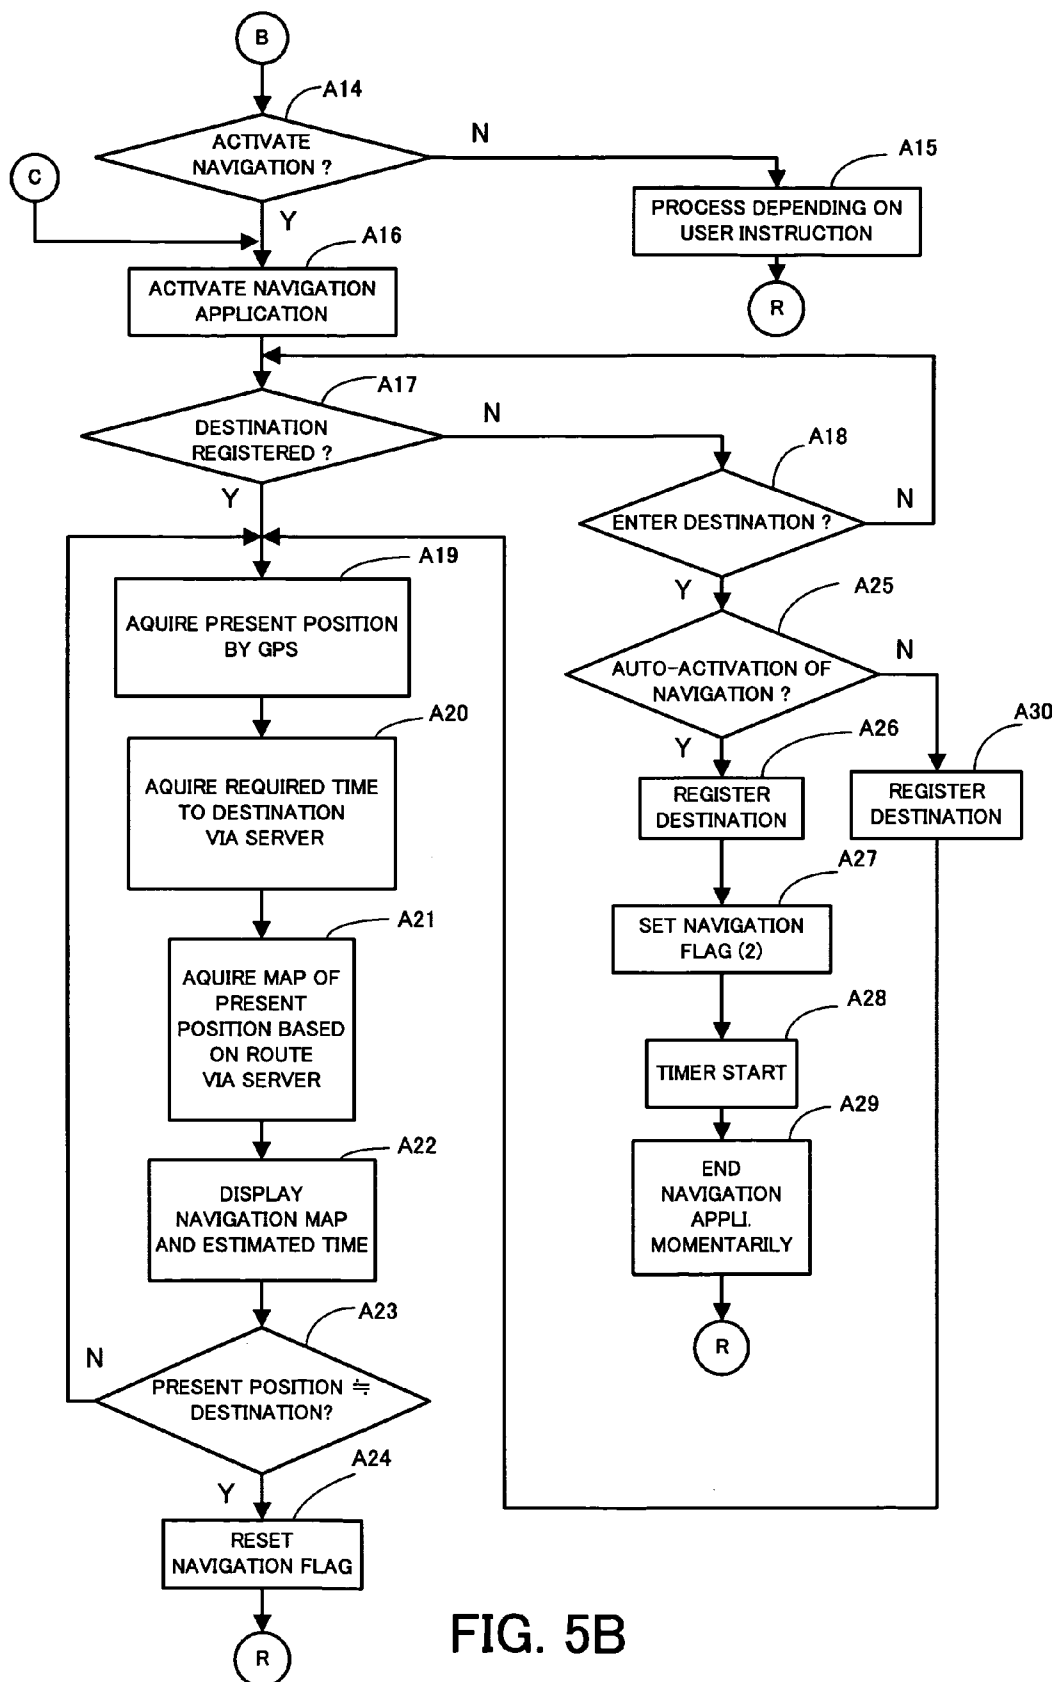 B
A14
ACTIVATE
NAVIGATION ?
N
Y
C
A15
PROCESS DEPENDING ON
USER INSTRUCTION
R
A16
ACTIVATE NAVIGATION
APPLICATION
A17
DESTINATION
REGISTERED ?
N
Y
A18
ENTER DESTINATION ?
N
Y
A19
AQUIRE PRESENT POSITION
BY GPS
A25
AUTO-ACTIVATION OF
NAVIGATION ?
N
Y
A20
AQUIRE REQUIRED TIME
TO DESTINATION
VIA SERVER
A26
REGISTER
DESTINATION
A30
REGISTER
DESTINATION
A21
AQUIRE MAP OF
PRESENT
POSITION BASED
ON ROUTE
VIA SERVER
A27
SET NAVIGATION
FLAG (2)
A28
TIMER START
A22
DISPLAY
NAVIGATION MAP
AND ESTIMATED TIME
A29
END
NAVIGATION
APPLI.
MOMENTARILY
R
A23
PRESENT POSITION ≒
DESTINATION?
N
Y
A24
RESET
NAVIGATION FLAG
R
FIG. 5B